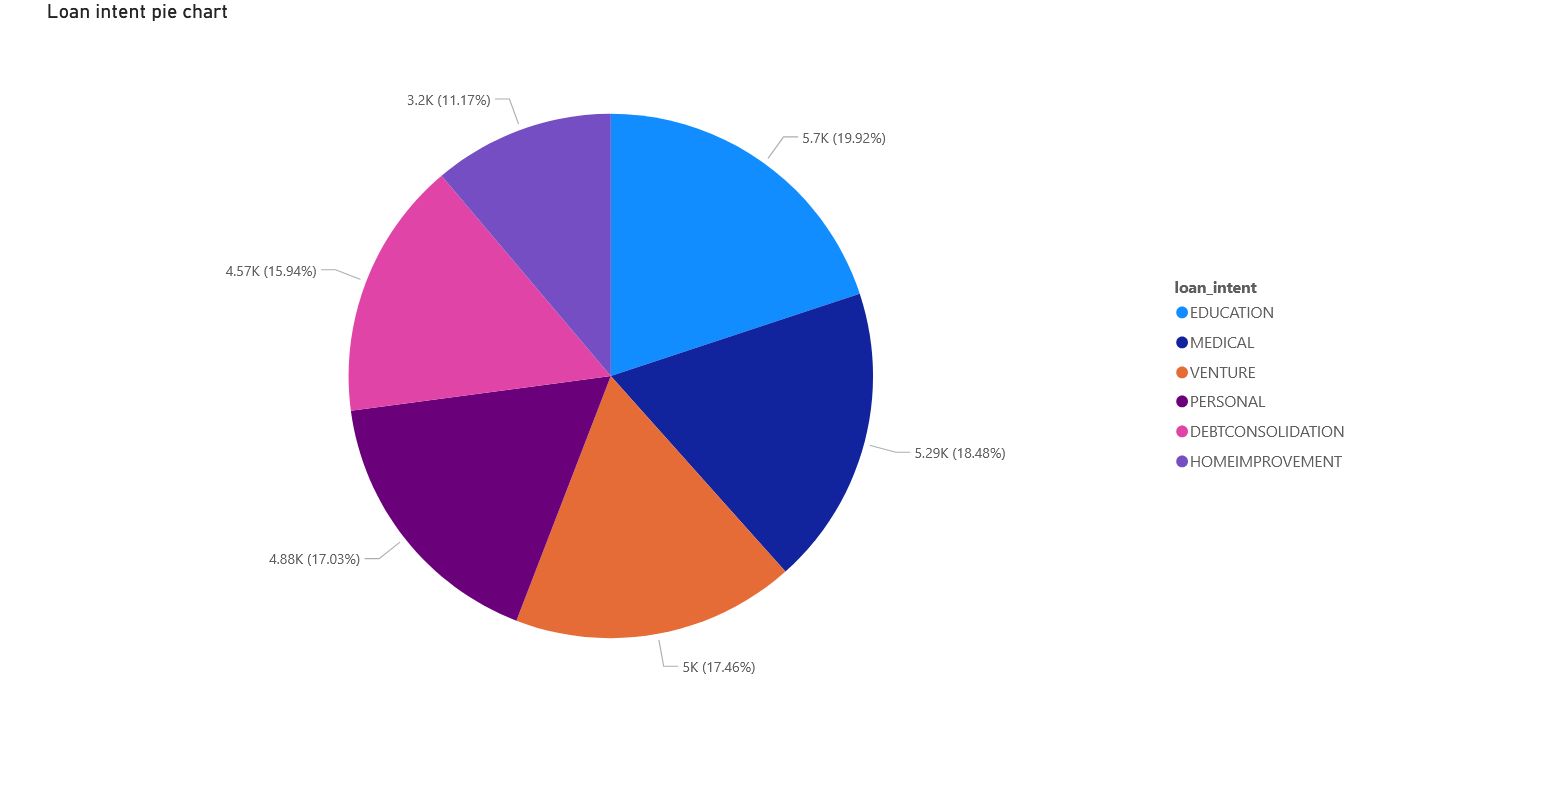 Loan intent pie chart
3.2K (11.17%)
5.7K (19.92%)
4.57K (15.94%)
5.29K (18.48%)
4.88K (17.03%)
5K (17.46%)
loan_intent
EDUCATION
MEDICAL
VENTURE
PERSONAL
DEBTCONSOLIDATION
HOMEIMPROVEMENT